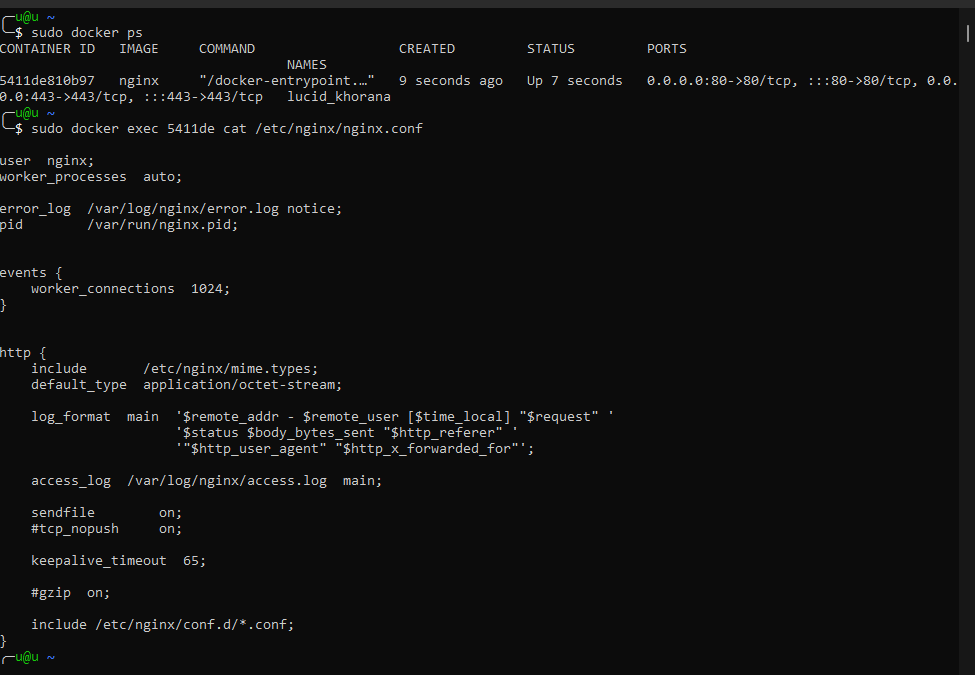 ╭─u@u ~
╰─$ sudo docker ps
CONTAINER ID   IMAGE     COMMAND                  CREATED         STATUS         PORTS
                                    NAMES
5411de810b97   nginx     "/docker-entrypoint.…"   9 seconds ago   Up 7 seconds   0.0.0.0:80->80/tcp, :::80->80/tcp, 0.0.
0.0:443->443/tcp, :::443->443/tcp   lucid_khorana
╭─u@u ~
╰─$ sudo docker exec 5411de cat /etc/nginx/nginx.conf

user  nginx;
worker_processes  auto;

error_log  /var/log/nginx/error.log notice;
pid        /var/run/nginx.pid;


events {
    worker_connections  1024;
}


http {
    include       /etc/nginx/mime.types;
    default_type  application/octet-stream;

    log_format  main  '$remote_addr - $remote_user [$time_local] "$request" '
                      '$status $body_bytes_sent "$http_referer" '
                      '"$http_user_agent" "$http_x_forwarded_for"';

    access_log  /var/log/nginx/access.log  main;

    sendfile        on;
    #tcp_nopush     on;

    keepalive_timeout  65;

    #gzip  on;

    include /etc/nginx/conf.d/*.conf;
}
╭─u@u ~